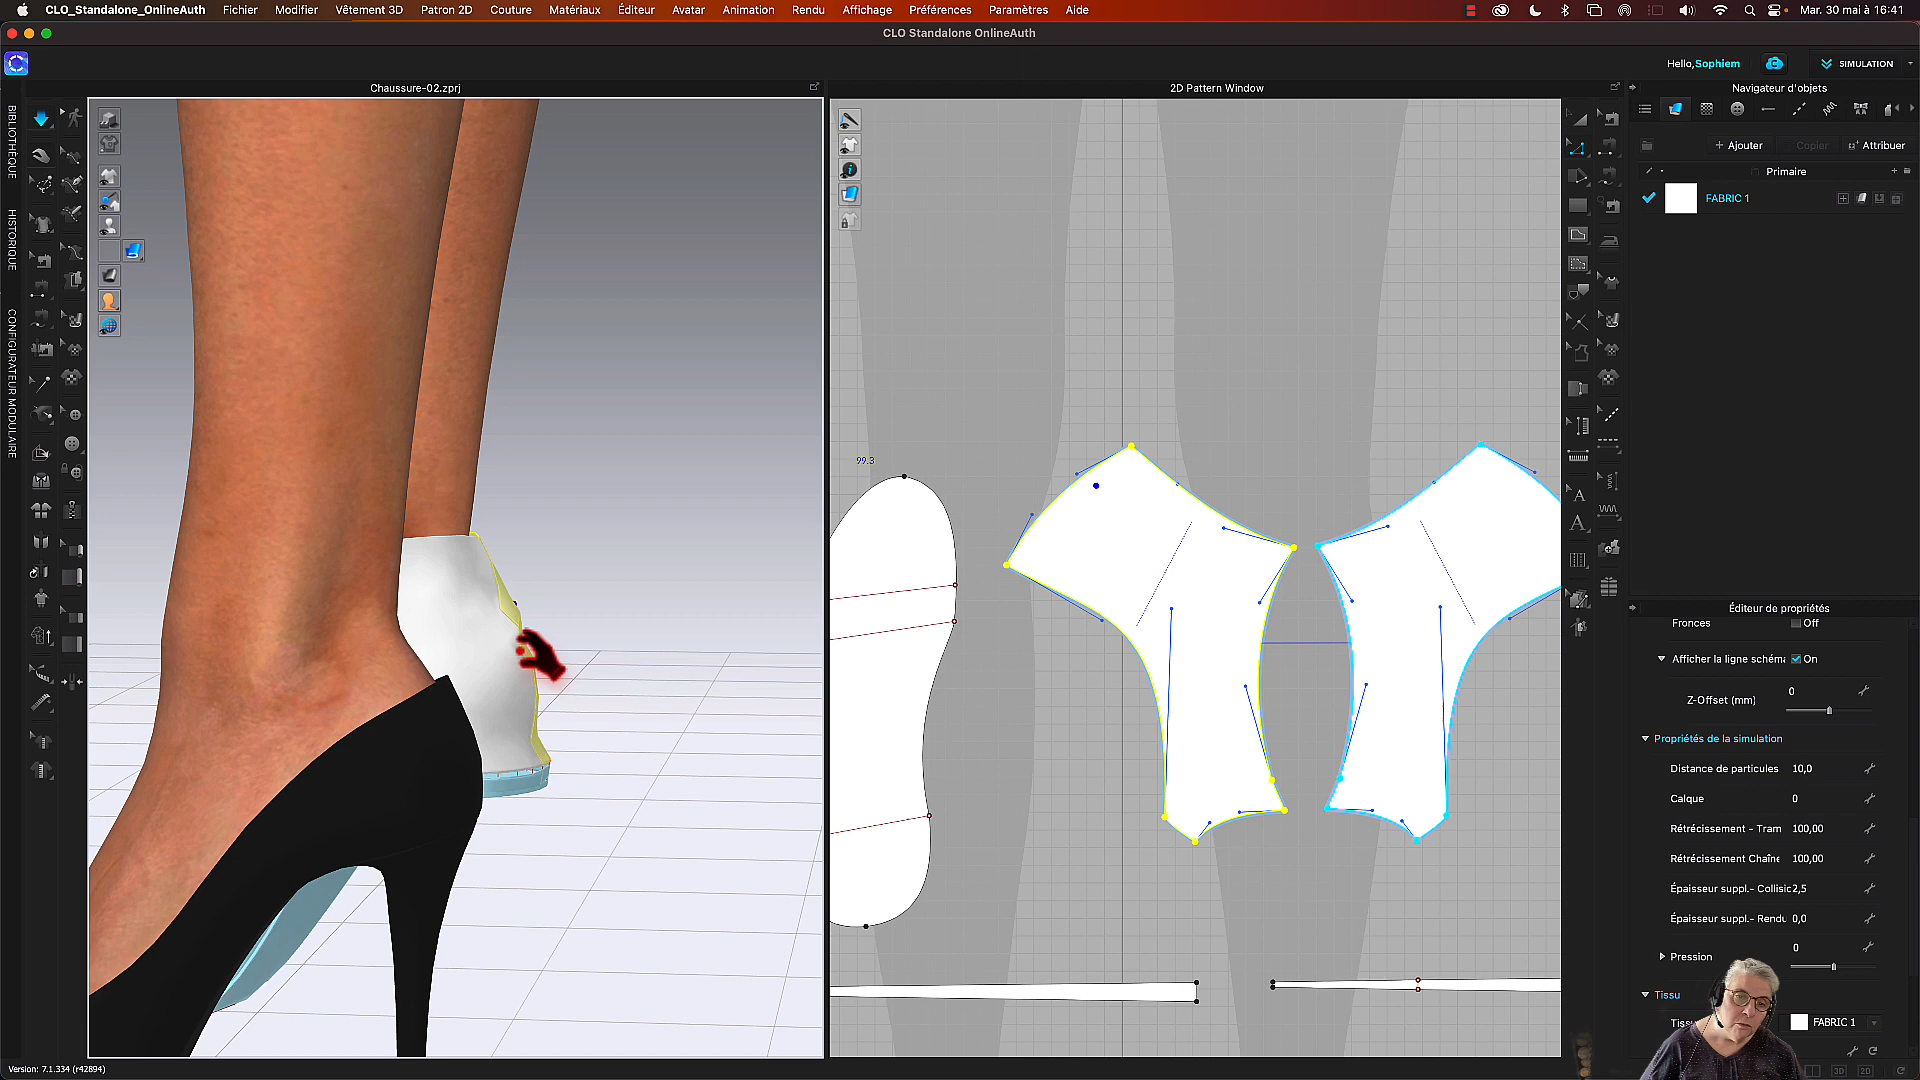 CLO_Standalone_OnlineAuth Fichier Modifier Vêtement 3D Patron 2D Couture Matériaux Éditeur Avatar Animation Rendu Affichage Préférences Paramètres Aide Mar. 30 mai à 16:41
CLO Standalone OnlineAuth
Hello,Sophiem SIMULATION
Chaussure-02.zprj
2D Pattern Window
Navigateur d'objets
BIBLIOTHÈQUE
HISTORIQUE
CONFIGURATEUR MODULAIRE
+ Ajouter Copier Attribuer
Primaire
FABRIC 1
99.3
Éditeur de propriétés
Fronces Off
Afficher la ligne schéma On
Z-Offset (mm) 0
Propriétés de la simulation
Distance de particules 10,0
Calque 0
Rétrécissement - Tram 100,00
Rétrécissement Chaîne 100,00
Épaisseur suppl.- Collisic 2,5
Épaisseur suppl.- Rendu 0,0
Pression 0
Tissu
FABRIC 1
Version: 7.1.334 (r42894)
3D 2D